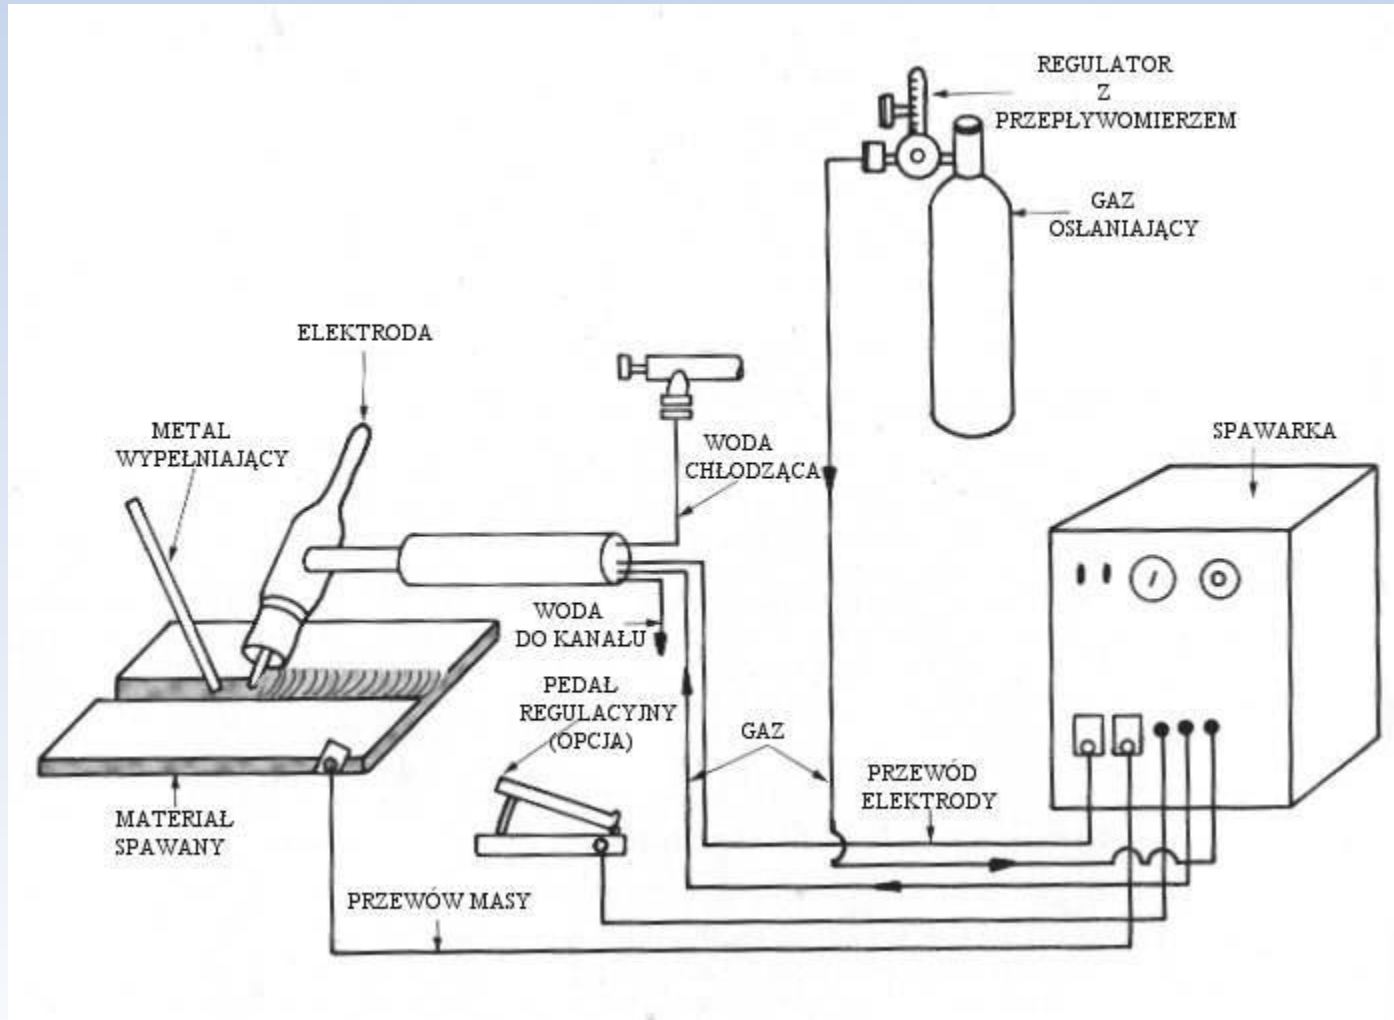 REGULATOR
Z
PRZEPŁYWOMIERZEM
GAZ
OSŁANIAJĄCY
ELEKTRODA
METAL
WYPEŁNIAJĄCY
WODA
CHŁODZĄCA
SPAWARKA
WODA
DO KANAŁU
PEDAŁ
REGULACYJNY
(OPCJA)
GAZ
PRZEWÓD
ELEKTRODY
MATERIAŁ
SPAWANY
PRZEWÓW MASY